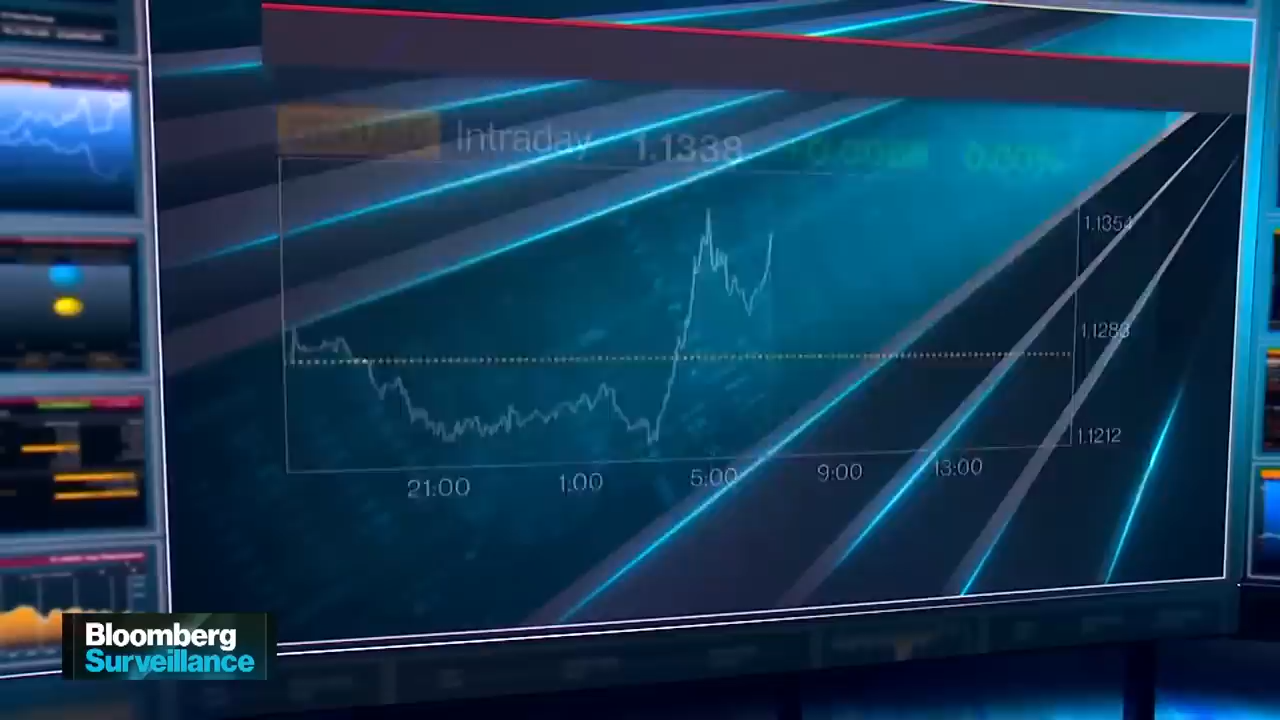 Intraday 1.1338
1.1354
1.1283
1.1212
21:00 1:00 5:00 9:00 13:00
Bloomberg
Surveillance